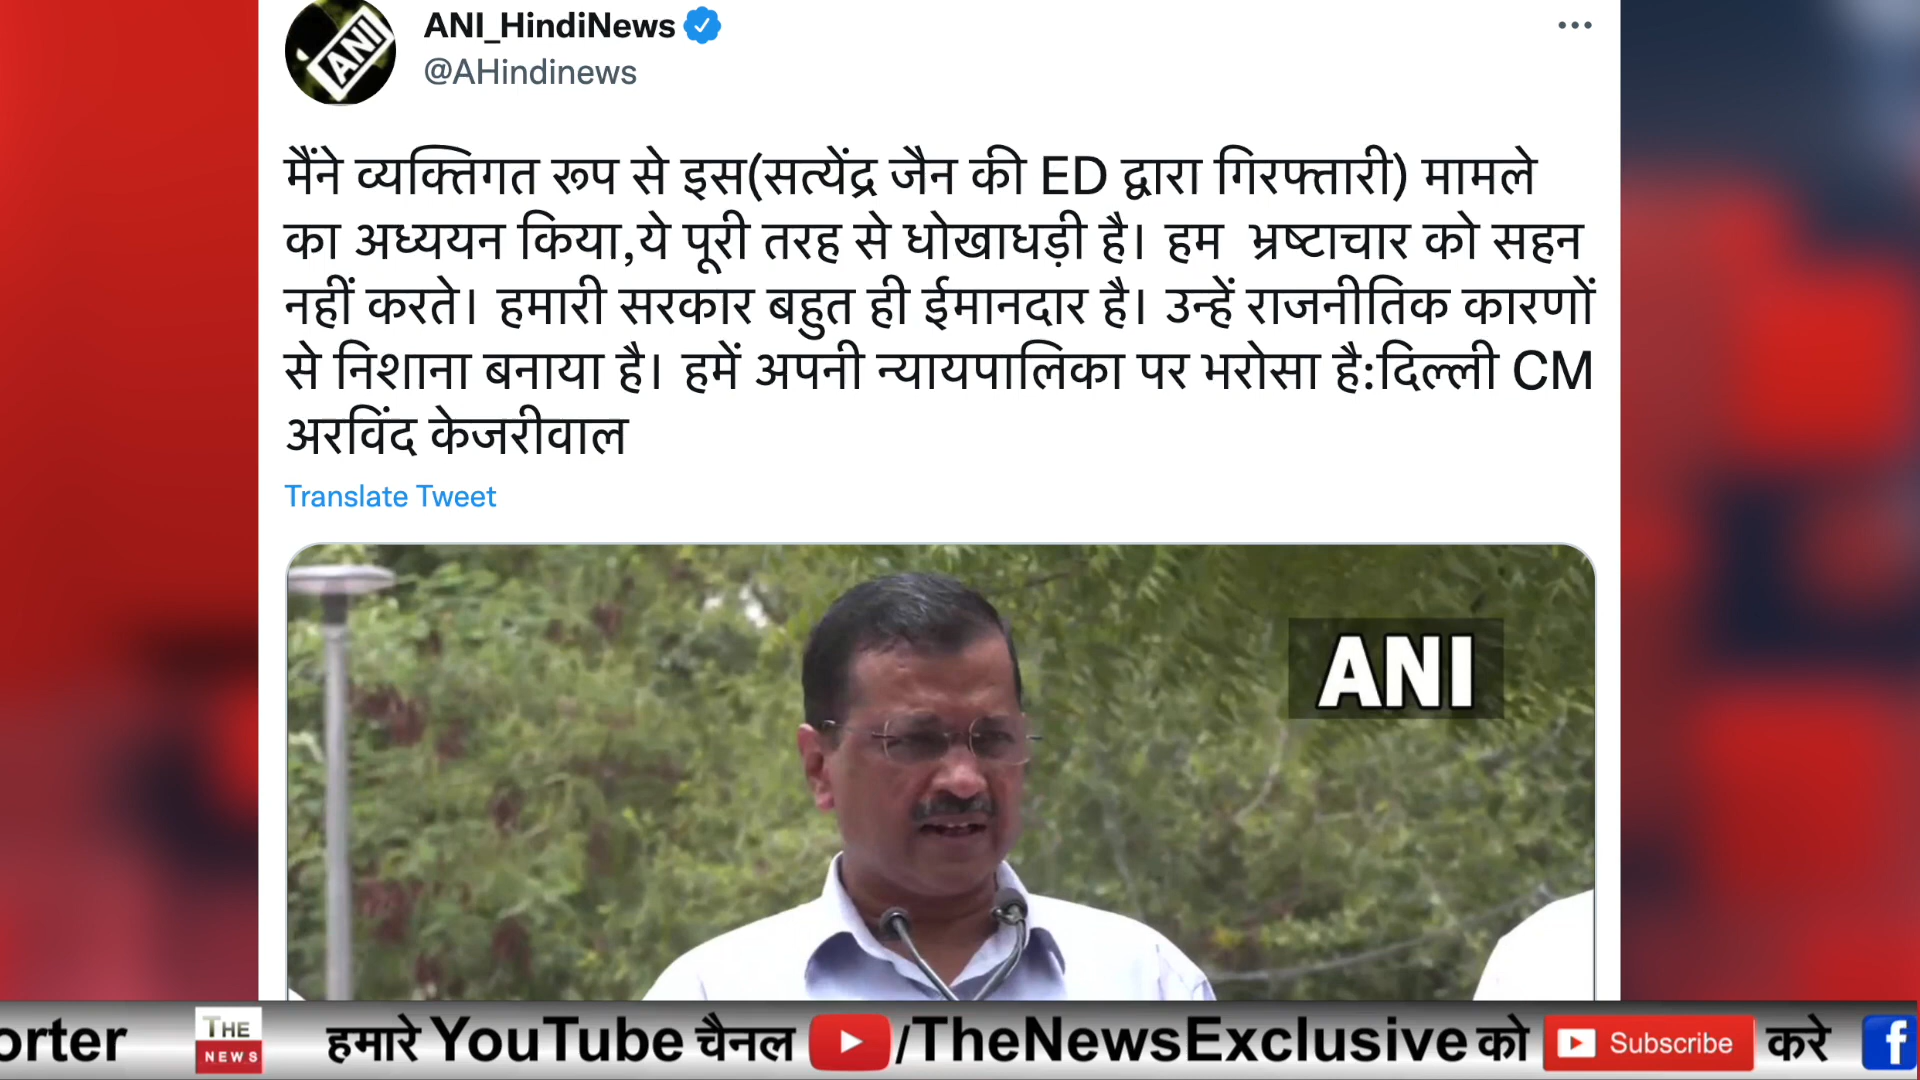 ANI
ANI_HindiNews
@AHindinews
मैंने व्यक्तिगत रूप से इस(सत्येंद्र जैन की ED द्वारा गिरफ्तारी) मामले
का अध्ययन किया,ये पूरी तरह से धोखाधड़ी है। हम भ्रष्टाचार को सहन
नहीं करते। हमारी सरकार बहुत ही ईमानदार है। उन्हें राजनीतिक कारणों
से निशाना बनाया है। हमें अपनी न्यायपालिका पर भरोसा है:दिल्ली CM
अरविंद केजरीवाल
Translate Tweet
ANI
orter THE NEWS हमारे YouTube चैनल /TheNewsExclusive को Subscribe करे f